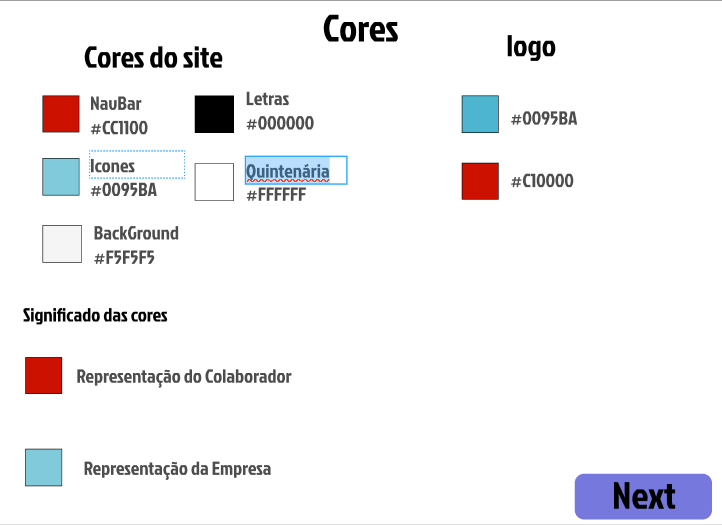 Cores
Cores do site
logo
NavBar
#CC1100
Letras
#000000
#0095BA
Icones
#0095BA
Quintenária
#FFFFFF
#C10000
BackGround
#F5F5F5
Significado das cores
Representação do Colaborador
Representação da Empresa
Next